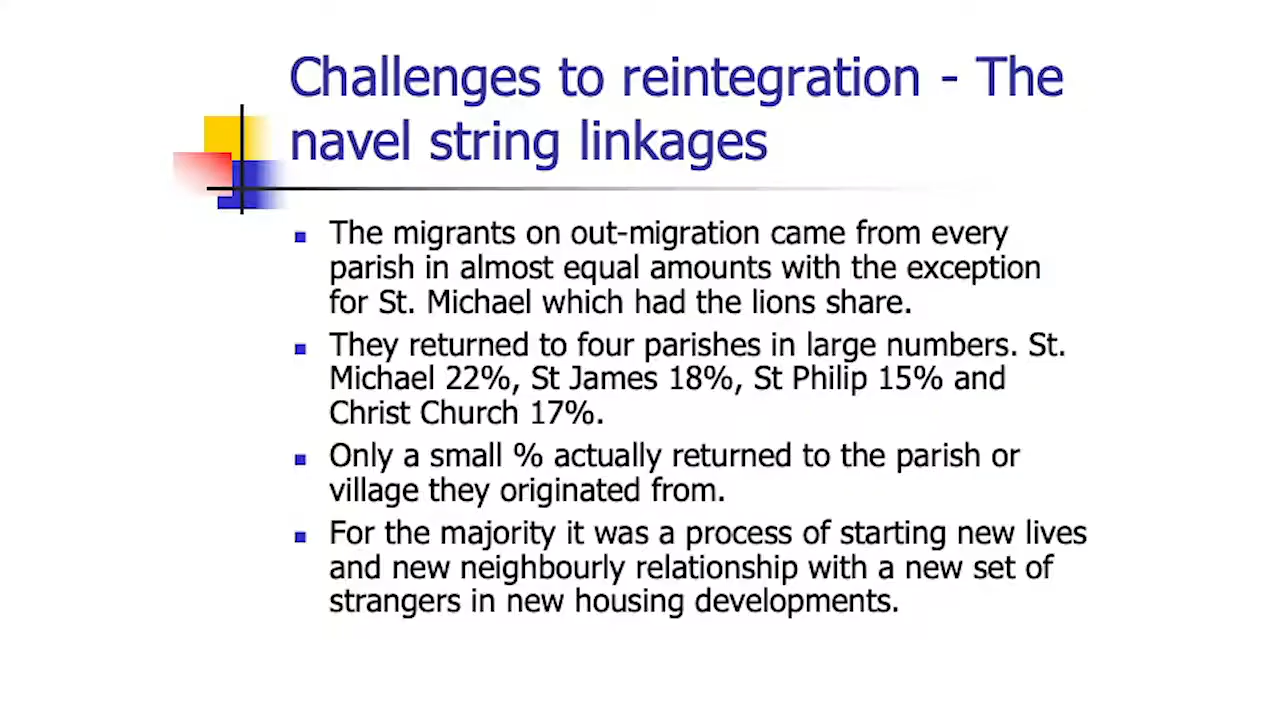 Challenges to reintegration - The
navel string linkages
The migrants on out-migration came from every
parish in almost equal amounts with the exception
for St. Michael which had the lions share.
They returned to four parishes in large numbers. St.
Michael 22%, St James 18%, St Philip 15% and
Christ Church 17%.
Only a small % actually returned to the parish or
village they originated from.
For the majority it was a process of starting new lives
and new neighbourly relationship with a new set of
strangers in new housing developments.